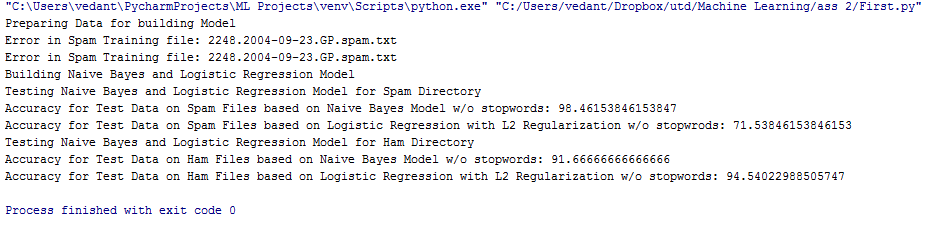 "C:\Users\vedant\PycharmProjects\ML Projects\venv\Scripts\python.exe" "C:/Users/vedant/Dropbox/utd/Machine Learning/ass 2/First.py"
Preparing Data for building Model
Error in Spam Training file: 2248.2004-09-23.GP.spam.txt
Error in Spam Training file: 2248.2004-09-23.GP.spam.txt
Building Naive Bayes and Logistic Regression Model
Testing Naive Bayes and Logistic Regression Model for Spam Directory
Accuracy for Test Data on Spam Files based on Naive Bayes Model w/o stopwords: 98.46153846153847
Accuracy for Test Data on Spam Files based on Logistic Regression with L2 Regularization w/o stopwrods: 71.53846153846153
Testing Naive Bayes and Logistic Regression Model for Ham Directory
Accuracy for Test Data on Ham Files based on Naive Bayes Model w/o stopwords: 91.66666666666666
Accuracy for Test Data on Ham Files based on Logistic Regression with L2 Regularization w/o stopwords: 94.54022988505747
Process finished with exit code 0